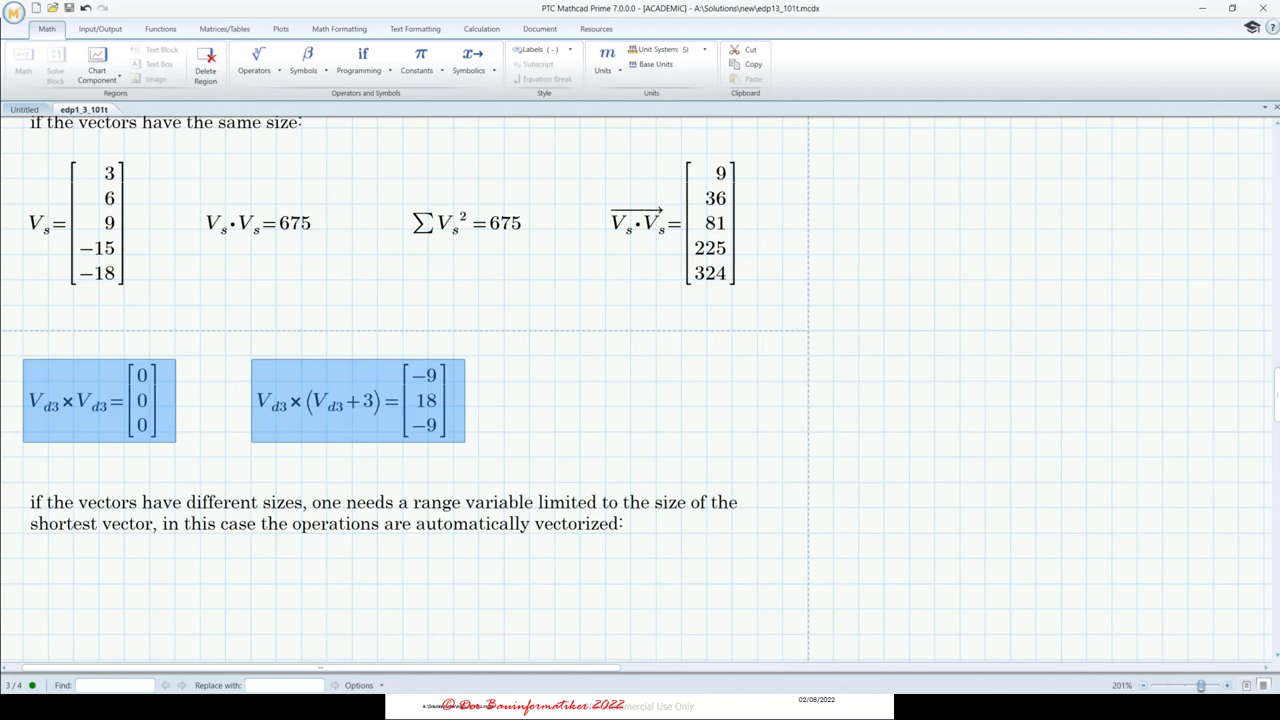 PTC Mathcad Prime 7.0.0.0 - [ACADEMIC] - A:\Solutions\new\edp13_101t.mcdx
Math Input/Output Functions Matrices/Tables Plots Math Formatting Text Formatting Calculation Document Resources
Math
Solve Block
Chart Component
Text Block
Text Box
Image
Delete Region
Regions
Operators
Symbols
if Programming
π Constants
Symbolics
Operators and Symbols
Labels ( - )
Subscript
Equation Break
Style
Units
Unit System: SI
Base Units
Units
Cut
Copy
Paste
Clipboard
Untitled edp1_3_101t
if the vectors have the same size:
V_s = [3 6 9 −15 −18]
V_s · V_s = 675
∑ V_s² = 675
V_s · V_s = [9 36 81 225 324]
V_d3 × V_d3 = [0 0 0]
V_d3 × (V_d3 + 3) = [−9 18 −9]
if the vectors have different sizes, one needs a range variable limited to the size of the
shortest vector, in this case the operations are automatically vectorized:
3 / 4 Find: Replace with: Options 201%
© Der Bauinformatiker 2022
mmercial Use Only
02/08/2022